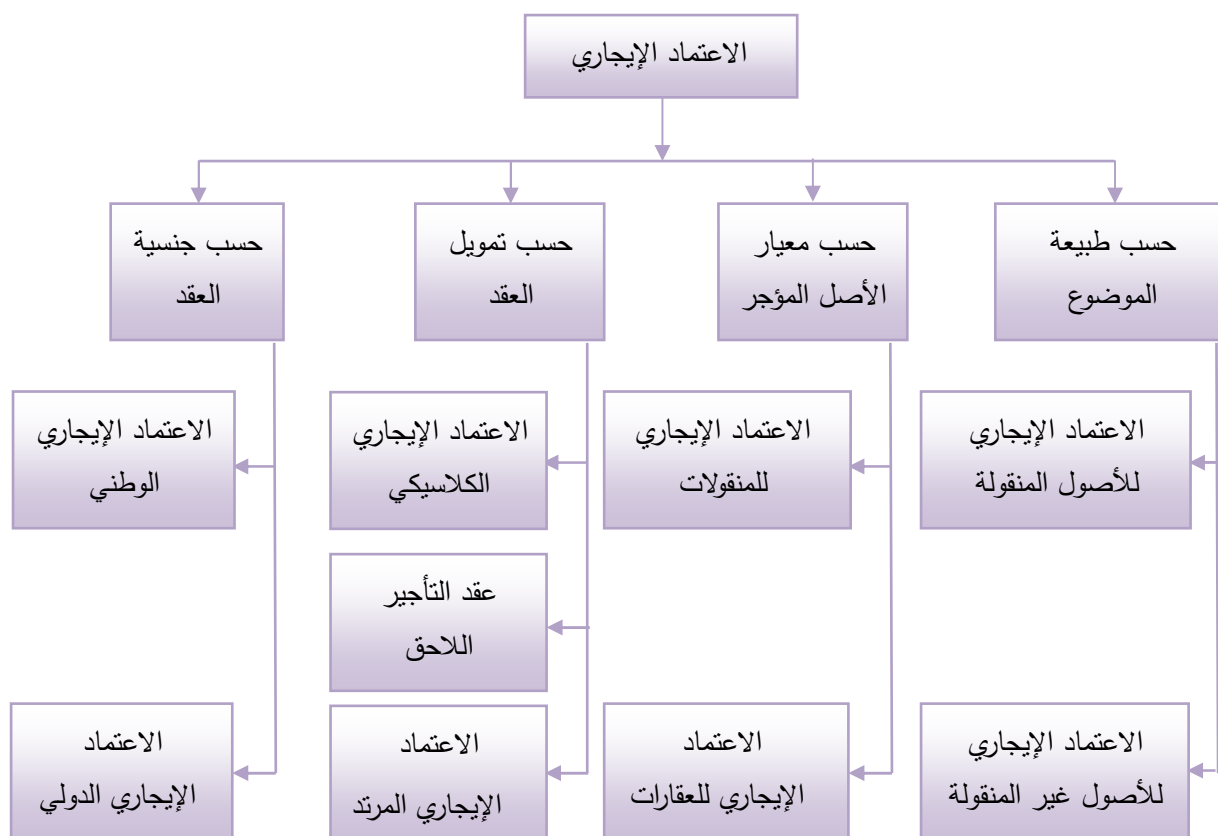 الاعتماد الإيجاري
حسب طبيعة
الموضوع
حسب معيار
الأصل المؤجر
حسب تمويل
العقد
حسب جنسية
العقد
الاعتماد الإيجاري
للأصول المنقولة
الاعتماد الإيجاري
للمنقولات
الاعتماد الإيجاري
الكلاسيكي
الاعتماد الإيجاري
الوطني
عقد التأجير
اللاحق
الاعتماد الإيجاري
للأصول غير المنقولة
الاعتماد
الإيجاري للعقارات
الاعتماد
الإيجاري المرتد
الاعتماد
الإيجاري الدولي